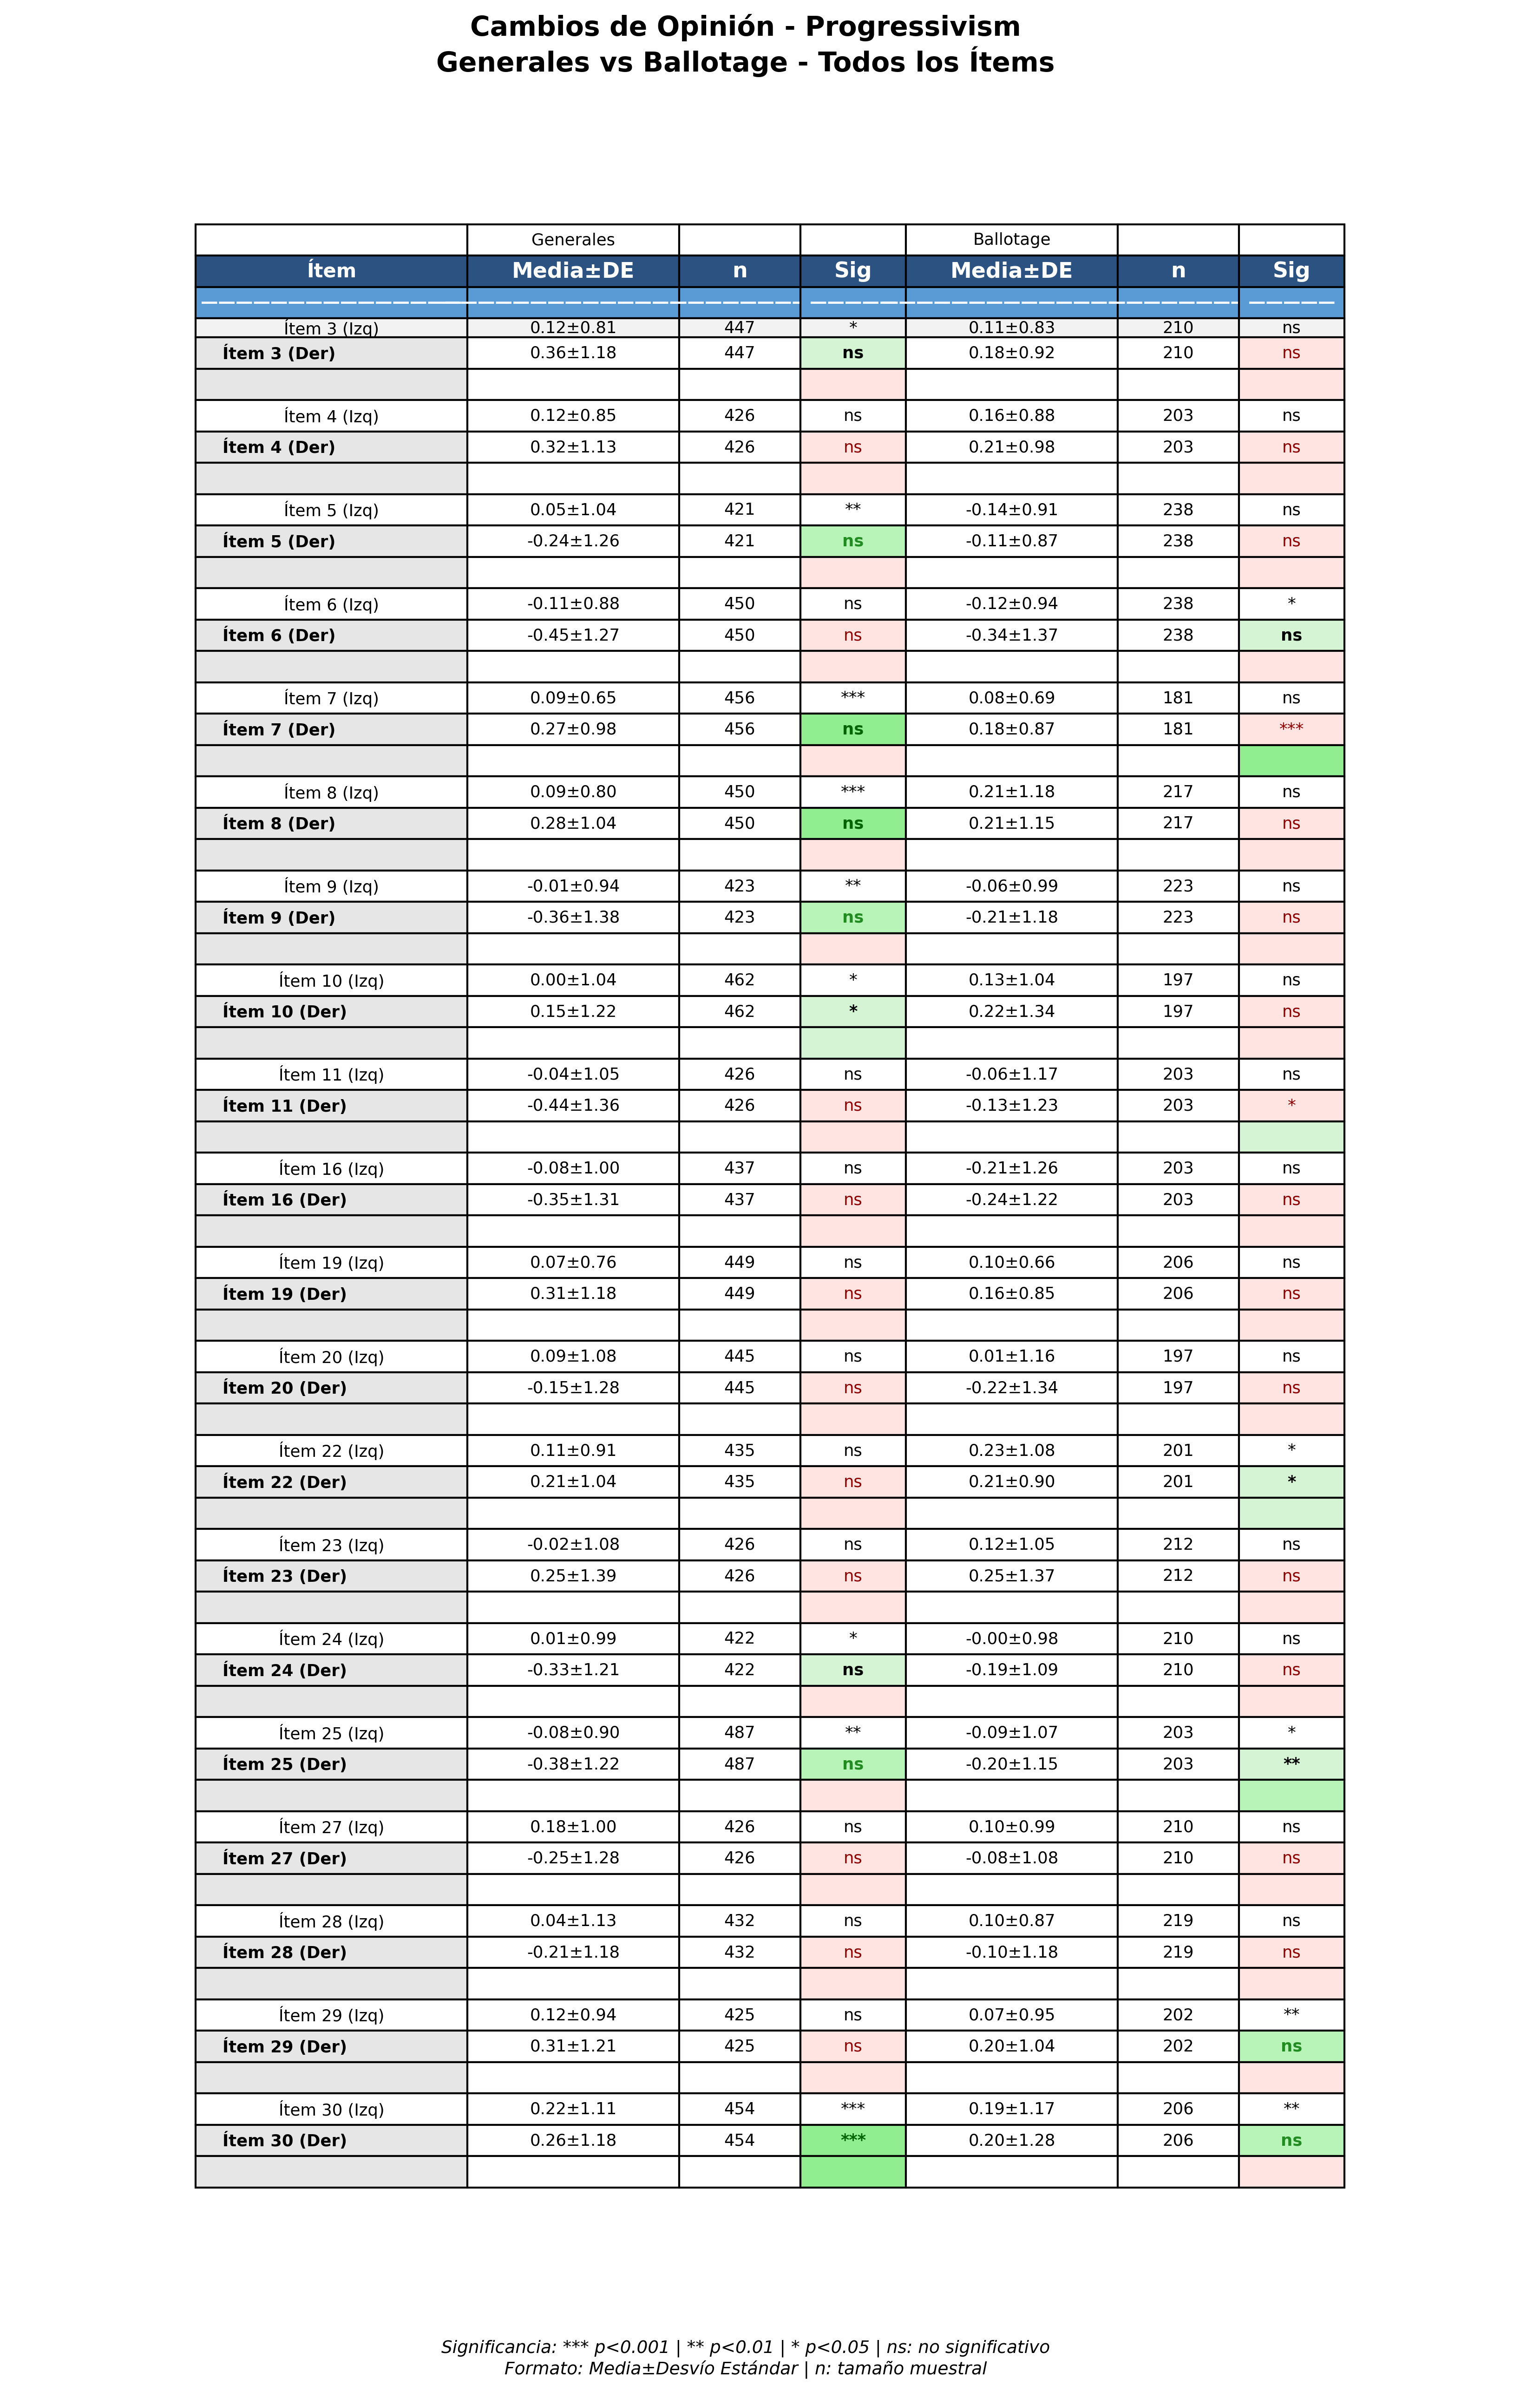 Cambios de Opinión - Progressivism
Generales vs Ballotage - Todos los Ítems
Generales Ballotage
Ítem Media±DE n Sig Media±DE n Sig
Ítem 3 (Izq) 0.12±0.81 447 * 0.11±0.83 210 ns
Ítem 3 (Der) 0.36±1.18 447 ns 0.18±0.92 210 ns
Ítem 4 (Izq) 0.12±0.85 426 ns 0.16±0.88 203 ns
Ítem 4 (Der) 0.32±1.13 426 ns 0.21±0.98 203 ns
Ítem 5 (Izq) 0.05±1.04 421 ** -0.14±0.91 238 ns
Ítem 5 (Der) -0.24±1.26 421 ns -0.11±0.87 238 ns
Ítem 6 (Izq) -0.11±0.88 450 ns -0.12±0.94 238 *
Ítem 6 (Der) -0.45±1.27 450 ns -0.34±1.37 238 ns
Ítem 7 (Izq) 0.09±0.65 456 *** 0.08±0.69 181 ns
Ítem 7 (Der) 0.27±0.98 456 ns 0.18±0.87 181 ***
Ítem 8 (Izq) 0.09±0.80 450 *** 0.21±1.18 217 ns
Ítem 8 (Der) 0.28±1.04 450 ns 0.21±1.15 217 ns
Ítem 9 (Izq) -0.01±0.94 423 ** -0.06±0.99 223 ns
Ítem 9 (Der) -0.36±1.38 423 ns -0.21±1.18 223 ns
Ítem 10 (Izq) 0.00±1.04 462 * 0.13±1.04 197 ns
Ítem 10 (Der) 0.15±1.22 462 * 0.22±1.34 197 ns
Ítem 11 (Izq) -0.04±1.05 426 ns -0.06±1.17 203 ns
Ítem 11 (Der) -0.44±1.36 426 ns -0.13±1.23 203 *
Ítem 16 (Izq) -0.08±1.00 437 ns -0.21±1.26 203 ns
Ítem 16 (Der) -0.35±1.31 437 ns -0.24±1.22 203 ns
Ítem 19 (Izq) 0.07±0.76 449 ns 0.10±0.66 206 ns
Ítem 19 (Der) 0.31±1.18 449 ns 0.16±0.85 206 ns
Ítem 20 (Izq) 0.09±1.08 445 ns 0.01±1.16 197 ns
Ítem 20 (Der) -0.15±1.28 445 ns -0.22±1.34 197 ns
Ítem 22 (Izq) 0.11±0.91 435 ns 0.23±1.08 201 *
Ítem 22 (Der) 0.21±1.04 435 ns 0.21±0.90 201 *
Ítem 23 (Izq) -0.02±1.08 426 ns 0.12±1.05 212 ns
Ítem 23 (Der) 0.25±1.39 426 ns 0.25±1.37 212 ns
Ítem 24 (Izq) 0.01±0.99 422 * -0.00±0.98 210 ns
Ítem 24 (Der) -0.33±1.21 422 ns -0.19±1.09 210 ns
Ítem 25 (Izq) -0.08±0.90 487 ** -0.09±1.07 203 *
Ítem 25 (Der) -0.38±1.22 487 ns -0.20±1.15 203 **
Ítem 27 (Izq) 0.18±1.00 426 ns 0.10±0.99 210 ns
Ítem 27 (Der) -0.25±1.28 426 ns -0.08±1.08 210 ns
Ítem 28 (Izq) 0.04±1.13 432 ns 0.10±0.87 219 ns
Ítem 28 (Der) -0.21±1.18 432 ns -0.10±1.18 219 ns
Ítem 29 (Izq) 0.12±0.94 425 ns 0.07±0.95 202 **
Ítem 29 (Der) 0.31±1.21 425 ns 0.20±1.04 202 ns
Ítem 30 (Izq) 0.22±1.11 454 *** 0.19±1.17 206 **
Ítem 30 (Der) 0.26±1.18 454 *** 0.20±1.28 206 ns
Significancia: *** p<0.001 | ** p<0.01 | * p<0.05 | ns: no significativo
Formato: Media±Desvío Estándar | n: tamaño muestral